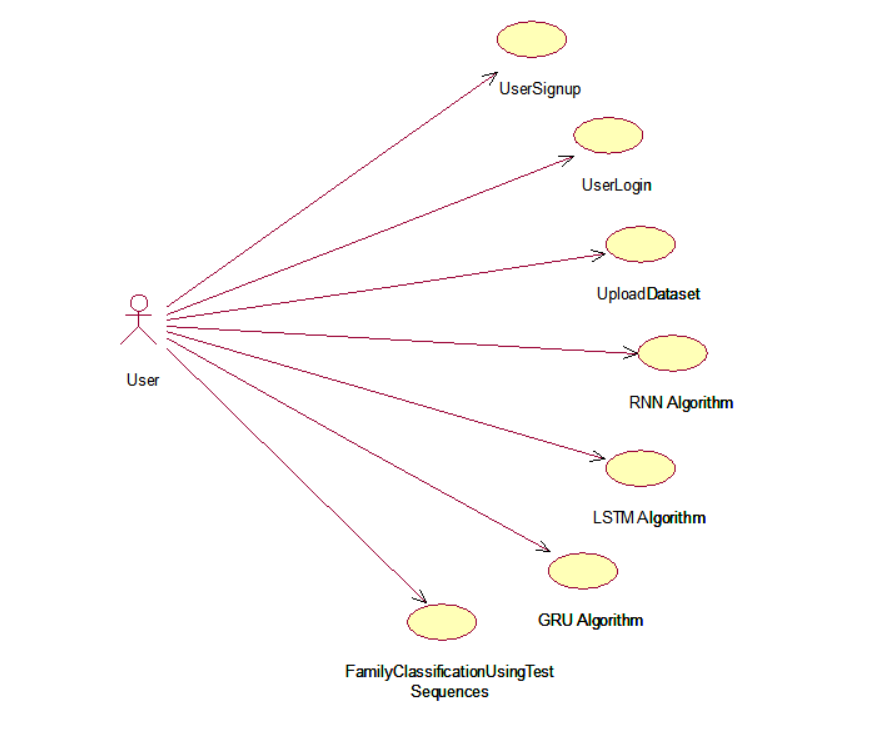 UserSignup
UserLogin
UploadDataset
User
RNN Algorithm
LSTM Algorithm
GRU Algorithm
FamilyClassificationUsingTest
Sequences